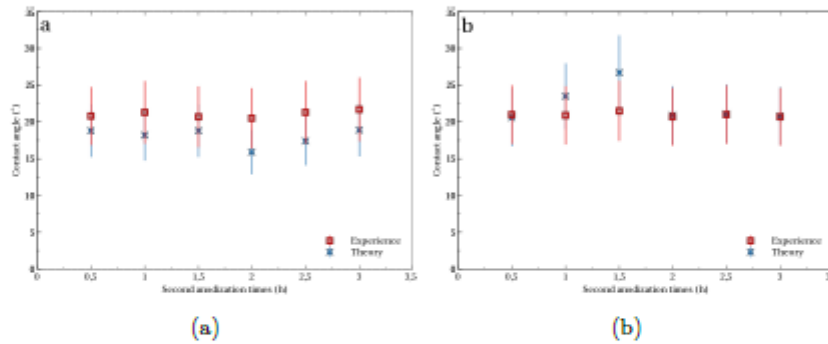 a
35
30
25
20
15
10
5
0
Contact angle (°)
0 0.5 1 1.5 2 2.5 3 3.5
Second anodization times (h)
Experience
Theory
(a)
b
35
30
25
20
15
10
5
0
Contact angle (°)
0 0.5 1 1.5 2 2.5 3 3.5
Second anodization times (h)
Experience
Theory
(b)